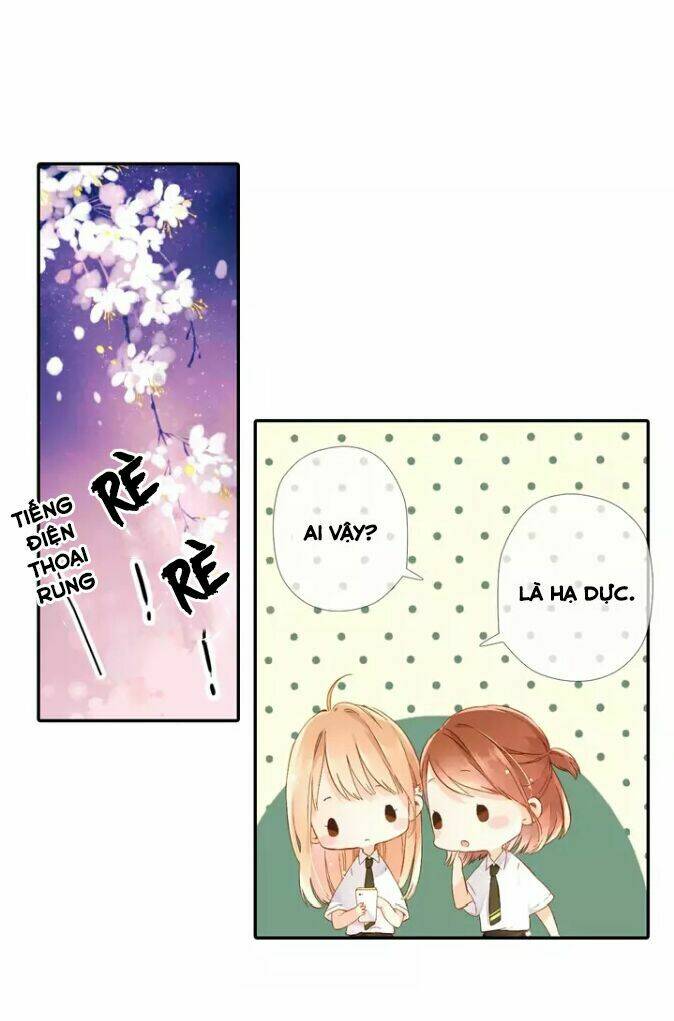 TIẾNG
ĐIỆN
THOẠI
RUNG
RÈ
RÈ
!
!
AI VẬY?
LÀ HẠ DỰC.